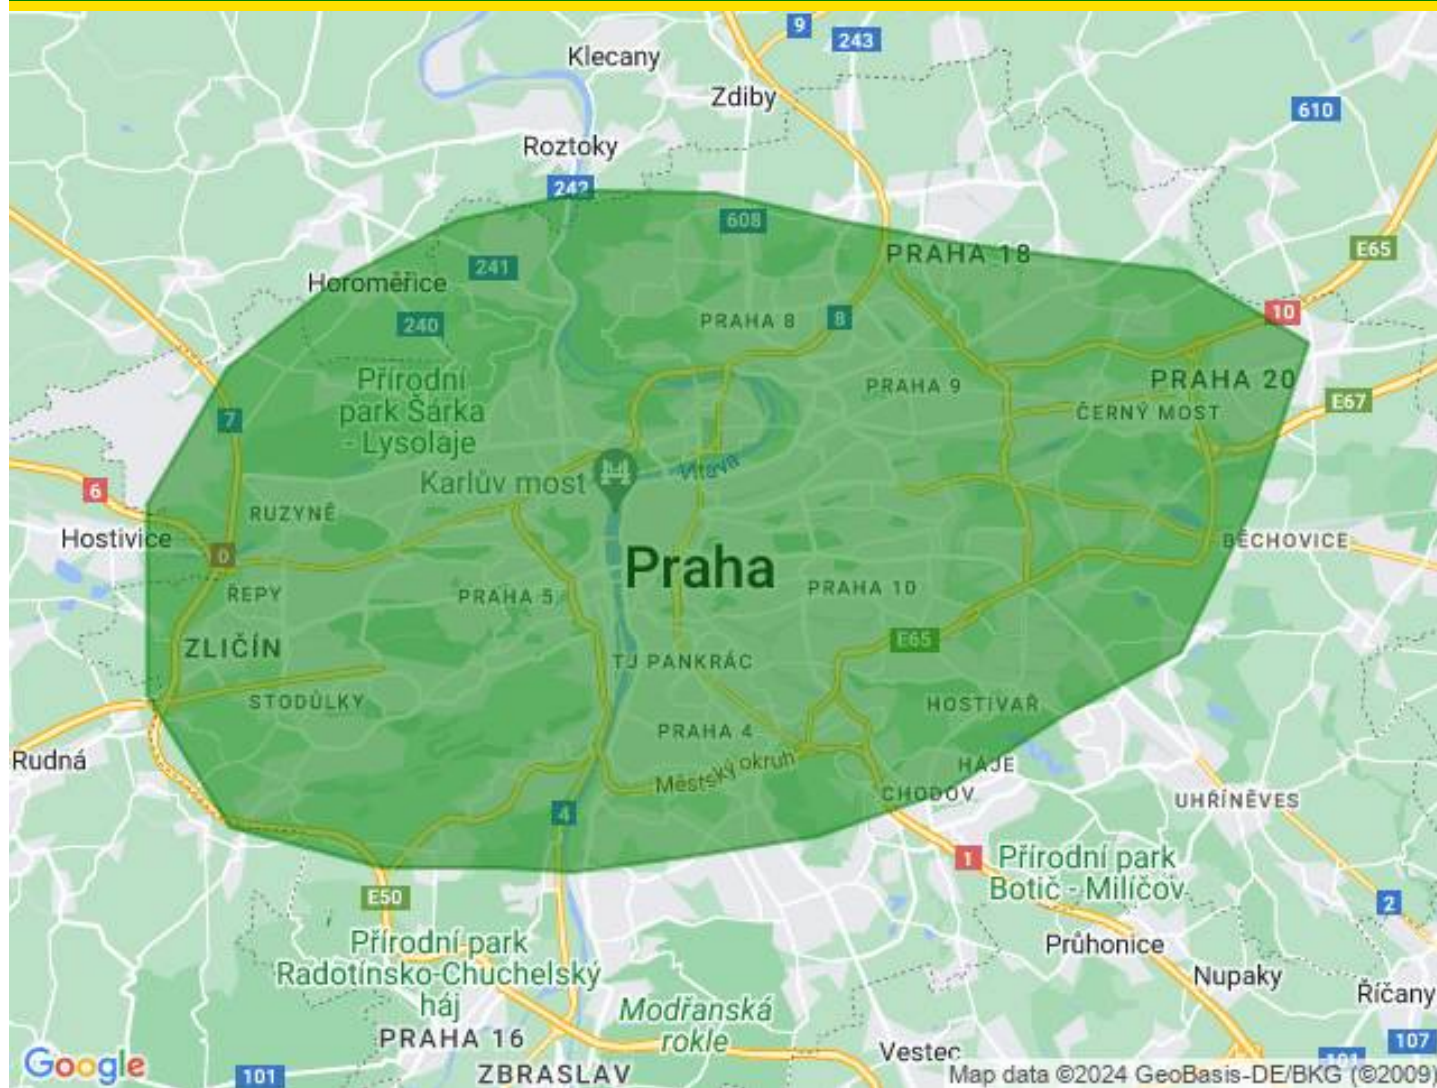 9
243
Klecany
Zdiby
610
Roztoky
242
608
PRAHA 18
E65
241
Horoměřice
10
240
PRAHA 8
8
Přírodní
park Šárka
- Lysolaje
PRAHA 9
PRAHA 20
E67
ČERNÝ MOST
7
Karlův most
Vltava
6
RUZYNĚ
Hostivice
0
Praha
BĚCHOVICE
ŘEPY
PRAHA 5
PRAHA 10
ZLIČÍN
E65
TJ PANKRÁC
STODŮLKY
HOSTIVAŘ
PRAHA 4
Rudná
Městský okruh
HÁJE
CHODOV
UHŘÍNĚVES
4
1
Přírodní park
Botič - Milíčov
E50
2
Přírodní park
Radotínsko-Chuchelský
háj
Průhonice
Nupaky
Říčany
Modřanská
rokle
PRAHA 16
107
Vestec
101
Google
101
ZBRASLAV
Map data ©2024 GeoBasis-DE/BKG (©2009)